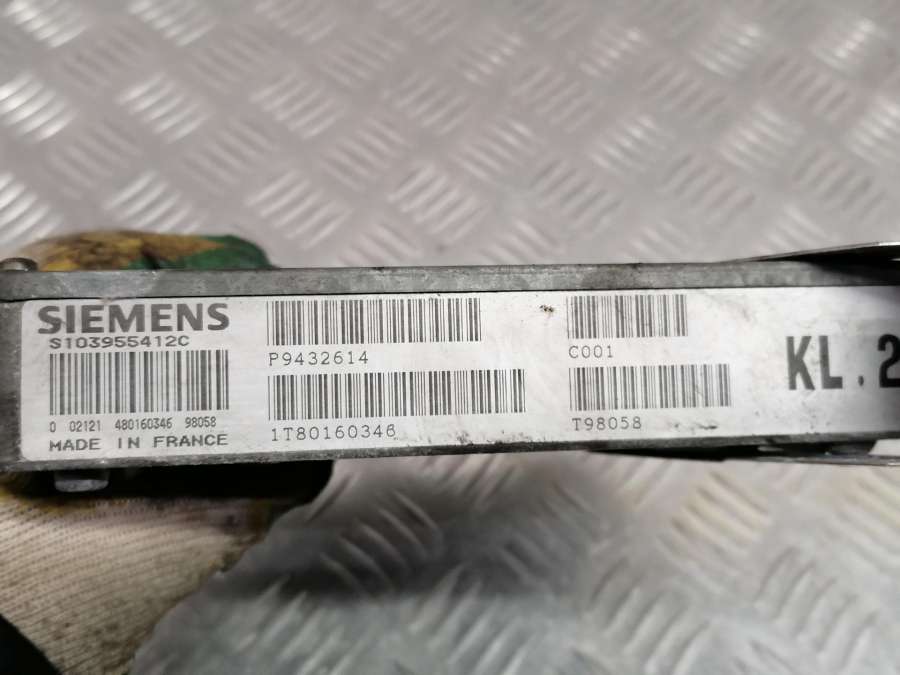 SIEMENS
S103955412C
0 02121 480160346 98058
MADE IN FRANCE
P9432614
1T80160346
C001
T98058
KL.2